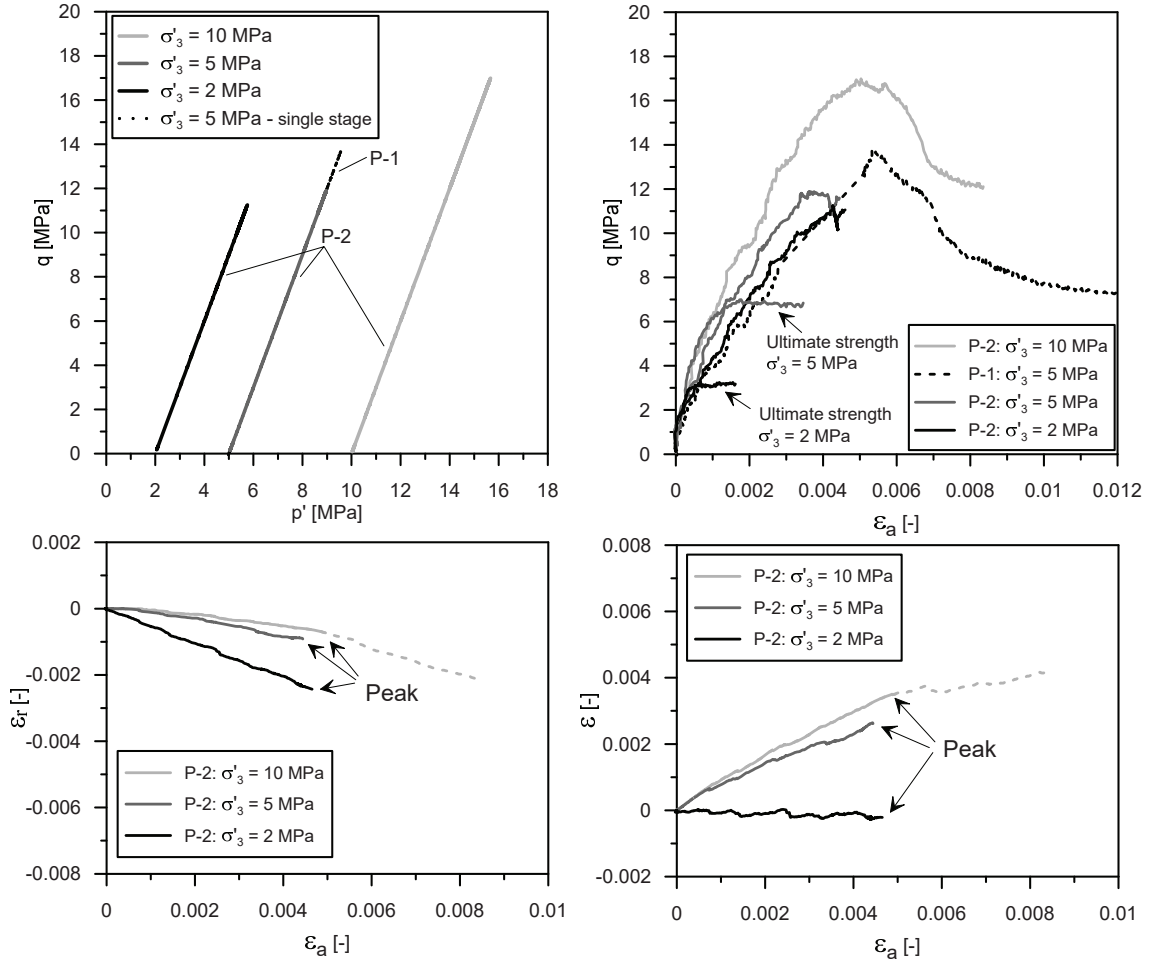 20
18
16
14
12
10
8
6
4
2
0
q [MPa]
σ'3 = 10 MPa
σ'3 = 5 MPa
σ'3 = 2 MPa
σ'3 = 5 MPa - single stage
P-1
P-2
0 2 4 6 8 10 12 14 16 18
p' [MPa]
20
18
16
14
12
10
8
6
4
2
0
q [MPa]
Ultimate strength
σ'3 = 5 MPa
Ultimate strength
σ'3 = 2 MPa
P-2: σ'3 = 10 MPa
P-1: σ'3 = 5 MPa
P-2: σ'3 = 5 MPa
P-2: σ'3 = 2 MPa
0 0.002 0.004 0.006 0.008 0.01 0.012
εa [-]
0.002
0
-0.002
-0.004
-0.006
-0.008
εr [-]
Peak
P-2: σ'3 = 10 MPa
P-2: σ'3 = 5 MPa
P-2: σ'3 = 2 MPa
0 0.002 0.004 0.006 0.008 0.01
εa [-]
0.008
0.006
0.004
0.002
0
-0.002
ε [-]
P-2: σ'3 = 10 MPa
P-2: σ'3 = 5 MPa
P-2: σ'3 = 2 MPa
Peak
0 0.002 0.004 0.006 0.008 0.01
εa [-]